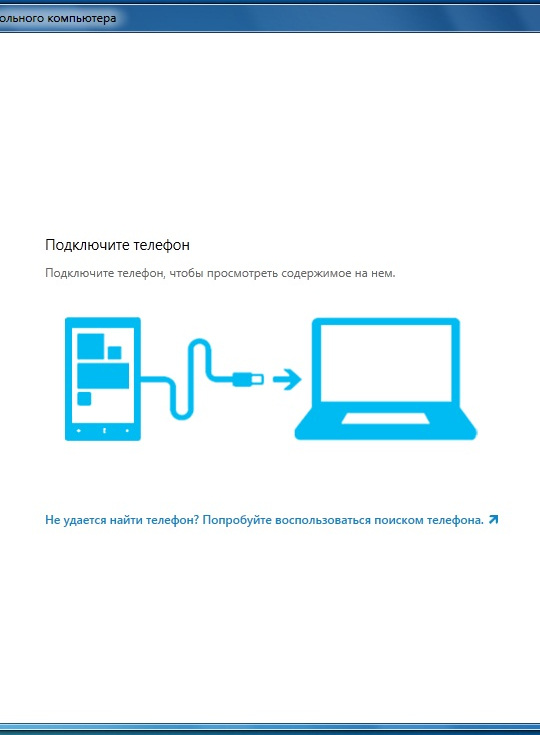 ольного компьютера
Подключите телефон
Подключите телефон, чтобы просмотреть содержимое на нем.
Не удается найти телефон? Попробуйте воспользоваться поиском телефона.